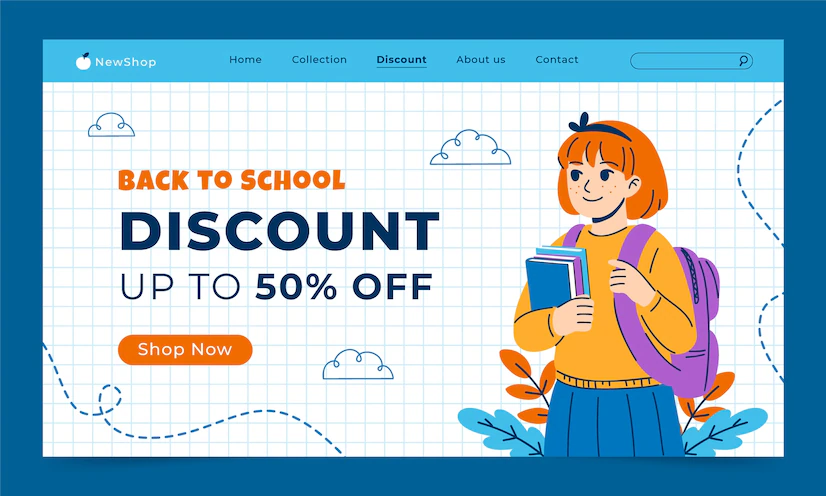 NewShop
Home Collection Discount About us Contact
BACK TO SCHOOL
DISCOUNT
UP TO 50% OFF
Shop Now